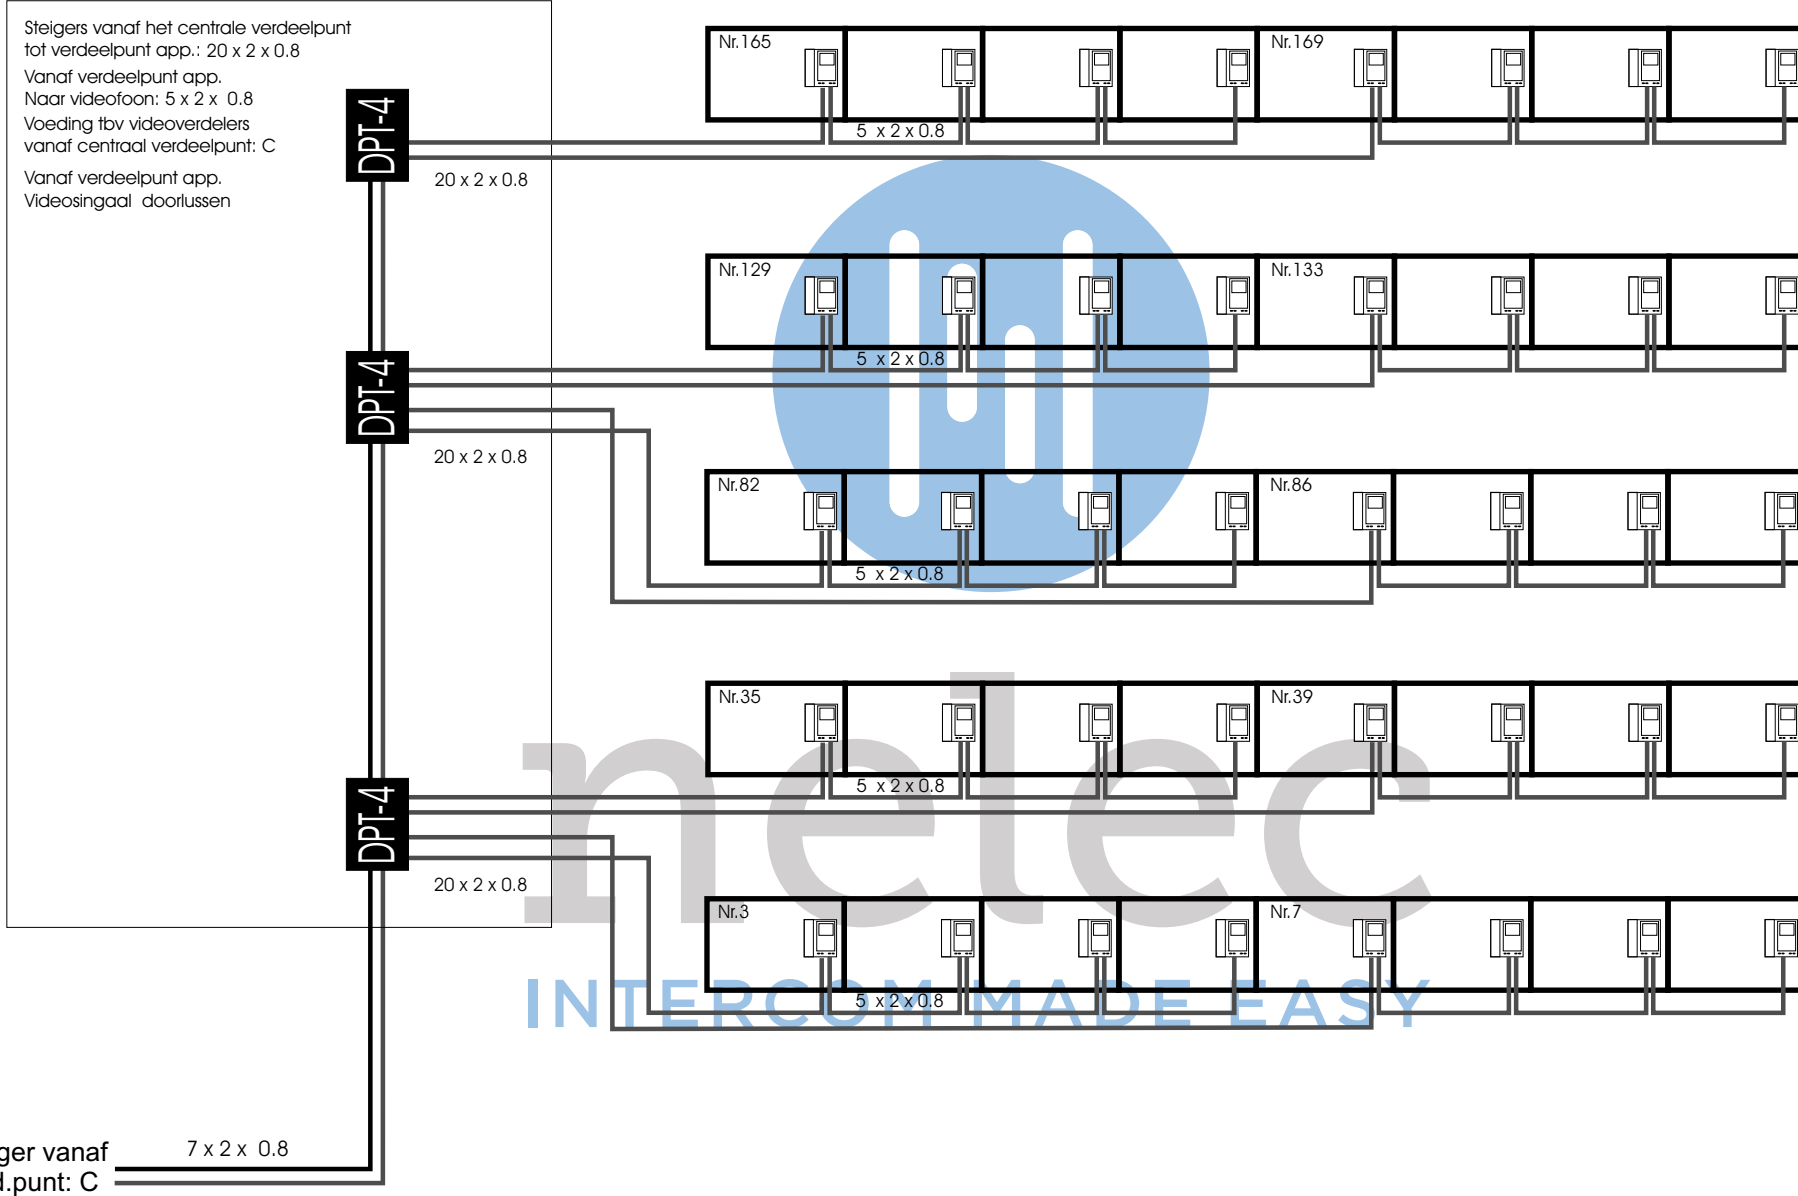 Steigers vanaf het centrale verdeelpunt
tot verdeelpunt app.: 20 x 2 x 0.8
Vanaf verdeelpunt app.
Naar videofoon: 5 x 2 x 0.8
Voeding tbv videoverdelers
vanaf centraal verdeelpunt: C
Vanaf verdeelpunt app.
Videosingaal doorlussen
DPT-4
20 x 2 x 0.8
Nr.165
Nr.169
5 x 2 x 0.8
Nr.129
Nr.133
5 x 2 x 0.8
DPT-4
20 x 2 x 0.8
Nr.82
Nr.86
5 x 2 x 0.8
Nr.35
Nr.39
5 x 2 x 0.8
DPT-4
20 x 2 x 0.8
nelec
Nr.3
Nr.7
5 x 2 x 0.8
INTERCOM MADE EASY
vanaf
7 x 2 x 0.8
d.punt: C